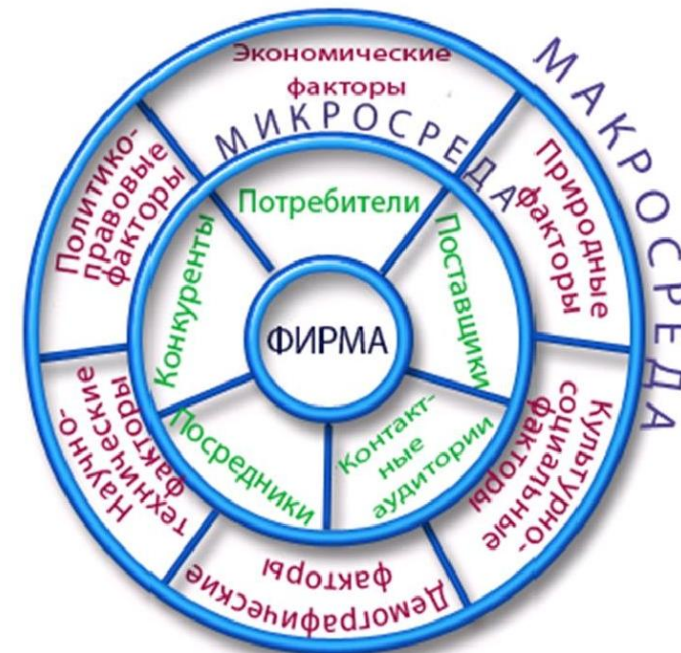 МАКРОСРЕДА
Экономические
факторы
МИКРОСРЕДА
Природные
факторы
Культурно-
социальные
факторы
Демографические
факторы
Научно-
технические
факторы
Политико-
правовые
факторы
Потребители
Поставщики
Контакт-
ные
аудитории
Посредники
Конкуренты
ФИРМА